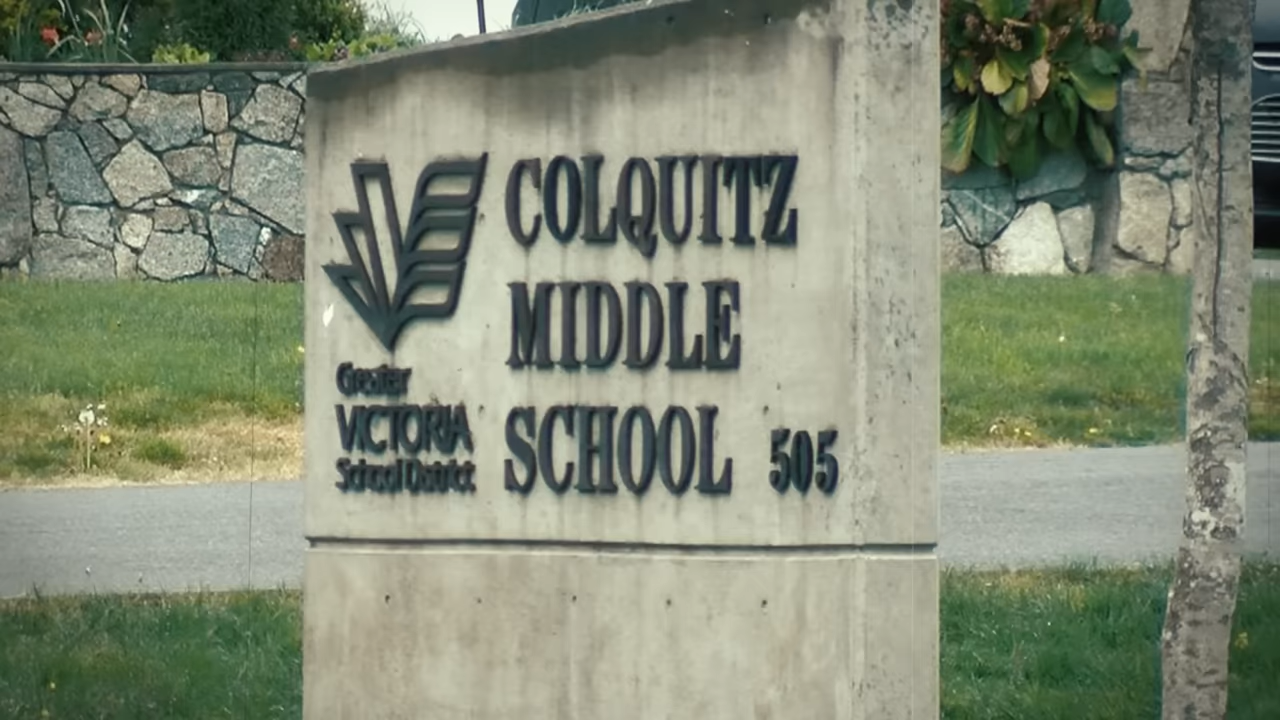 COLQUITZ
MIDDLE
SCHOOL 505
Greater
VICTORIA
School District